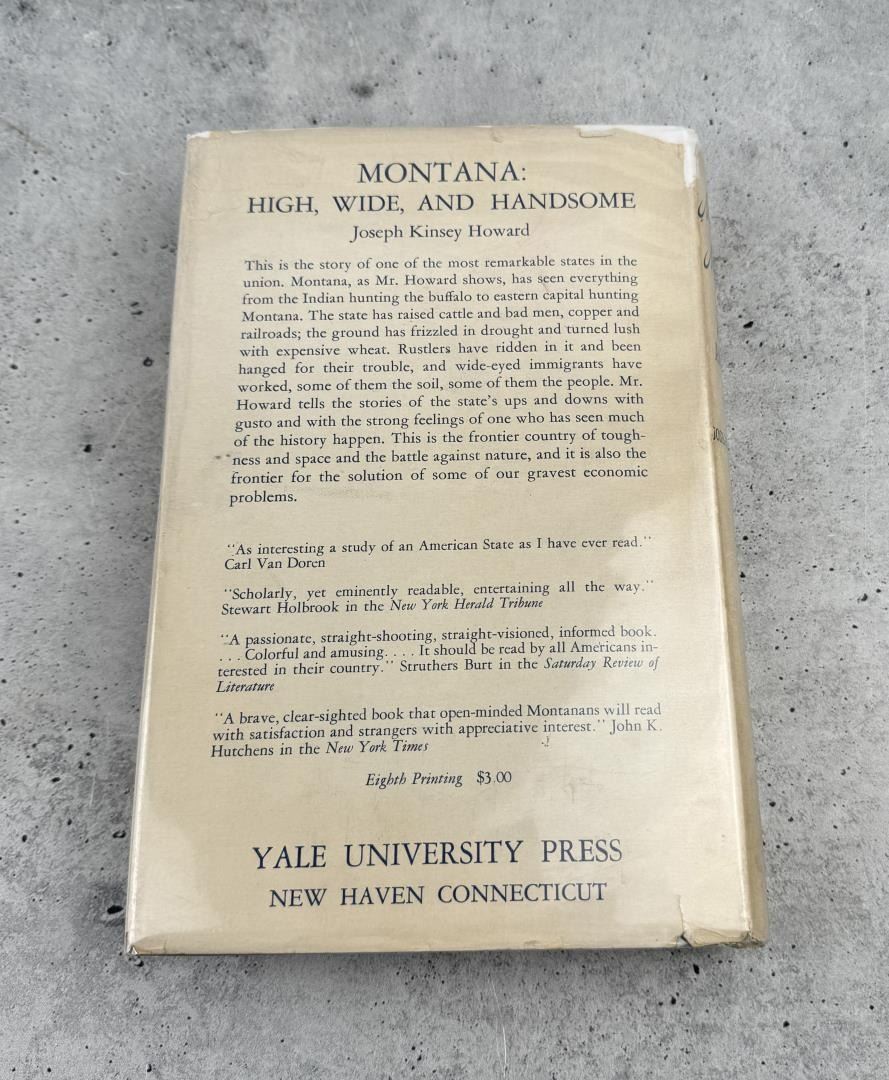 MONTANA:
HIGH, WIDE, AND HANDSOME
Joseph Kinsey Howard
This is the story of one of the most remarkable states in the
union. Montana, as Mr. Howard shows, has seen everything
from the Indian hunting the buffalo to eastern capital hunting
Montana. The state has raised cattle and bad men, copper and
railroads; the ground has frizzled in drought and turned lush
with expensive wheat. Rustlers have ridden in it and been
hanged for their trouble, and wide-eyed immigrants have
worked, some of them the soil, some of them the people. Mr.
Howard tells the stories of the state's ups and downs with
gusto and with the strong feelings of one who has seen much
of the history happen. This is the frontier country of tough-
ness and space and the battle against nature, and it is also the
frontier for the solution of some of our gravest economic
problems.
"As interesting a study of an American State as I have ever read."
Carl Van Doren
"Scholarly, yet eminently readable, entertaining all the way."
Stewart Holbrook in the New York Herald Tribune
"A passionate, straight-shooting, straight-visioned, informed book.
. . . Colorful and amusing. . . . It should be read by all Americans in-
terested in their country." Struthers Burt in the Saturday Review of
Literature
"A brave, clear-sighted book that open-minded Montanans will read
with satisfaction and strangers with appreciative interest." John K.
Hutchens in the New York Times
Eighth Printing $3.00
YALE UNIVERSITY PRESS
NEW HAVEN CONNECTICUT